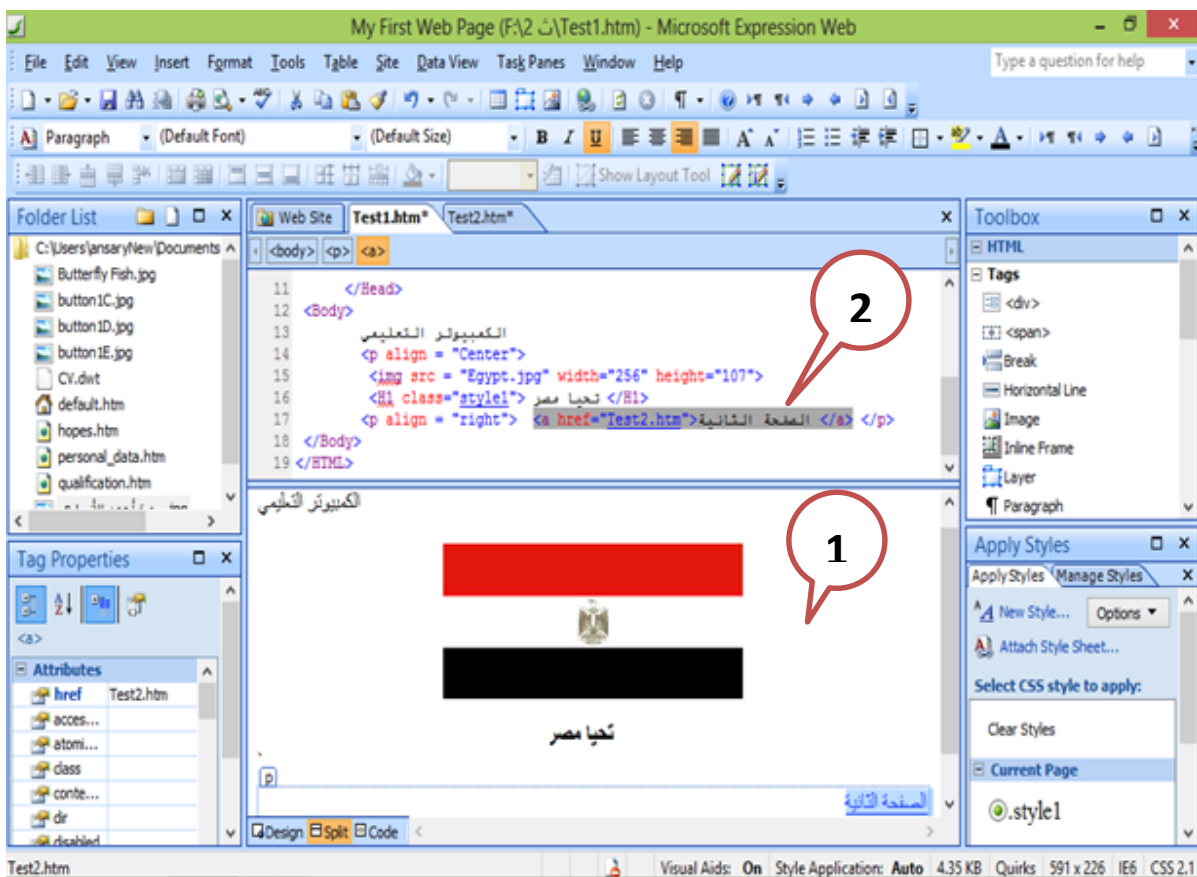 My First Web Page (F:\2 ث\Test1.htm) - Microsoft Expression Web
File Edit View Insert Format Tools Table Site Data View Task Panes Window Help Type a question for help
Paragraph (Default Font) (Default Size) B I U A A A
Show Layout Tool
Folder List
C:\Users\ansaryNew\Documents
Butterfly Fish.jpg
button1C.jpg
button1D.jpg
button1E.jpg
CV.dwt
default.htm
hopes.htm
personal_data.htm
qualification.htm
Web Site Test1.htm* Test2.htm*
<body> <p> <a>
11 </Head>
12 <Body>
13 الكمبيوتر التعليمي
14 <p align = "Center">
15 <img src = "Egypt.jpg" width="256" height="107">
16 <H1 class="style1"> تحيا مصر </H1>
17 <p align = "right"> <a href="Test2.htm">الصفحة الثانية </a> </p>
18 </Body>
19 </HTML>
2
الكمبيوتر التعليمي
1
تحيا مصر
p
الصفحة الثانية
Design Split Code
Toolbox
HTML
Tags
<div>
<span>
Break
Horizontal Line
Image
Inline Frame
Layer
Paragraph
Tag Properties
<a>
Attributes
href Test2.htm
acces...
atomi...
class
conte...
dir
disabled
Apply Styles
Apply Styles Manage Styles
New Style... Options
Attach Style Sheet...
Select CSS style to apply:
Clear Styles
Current Page
.style1
Test2.htm Visual Aids: On Style Application: Auto 4.35 KB Quirks 591 x 226 IE6 CSS 2.1